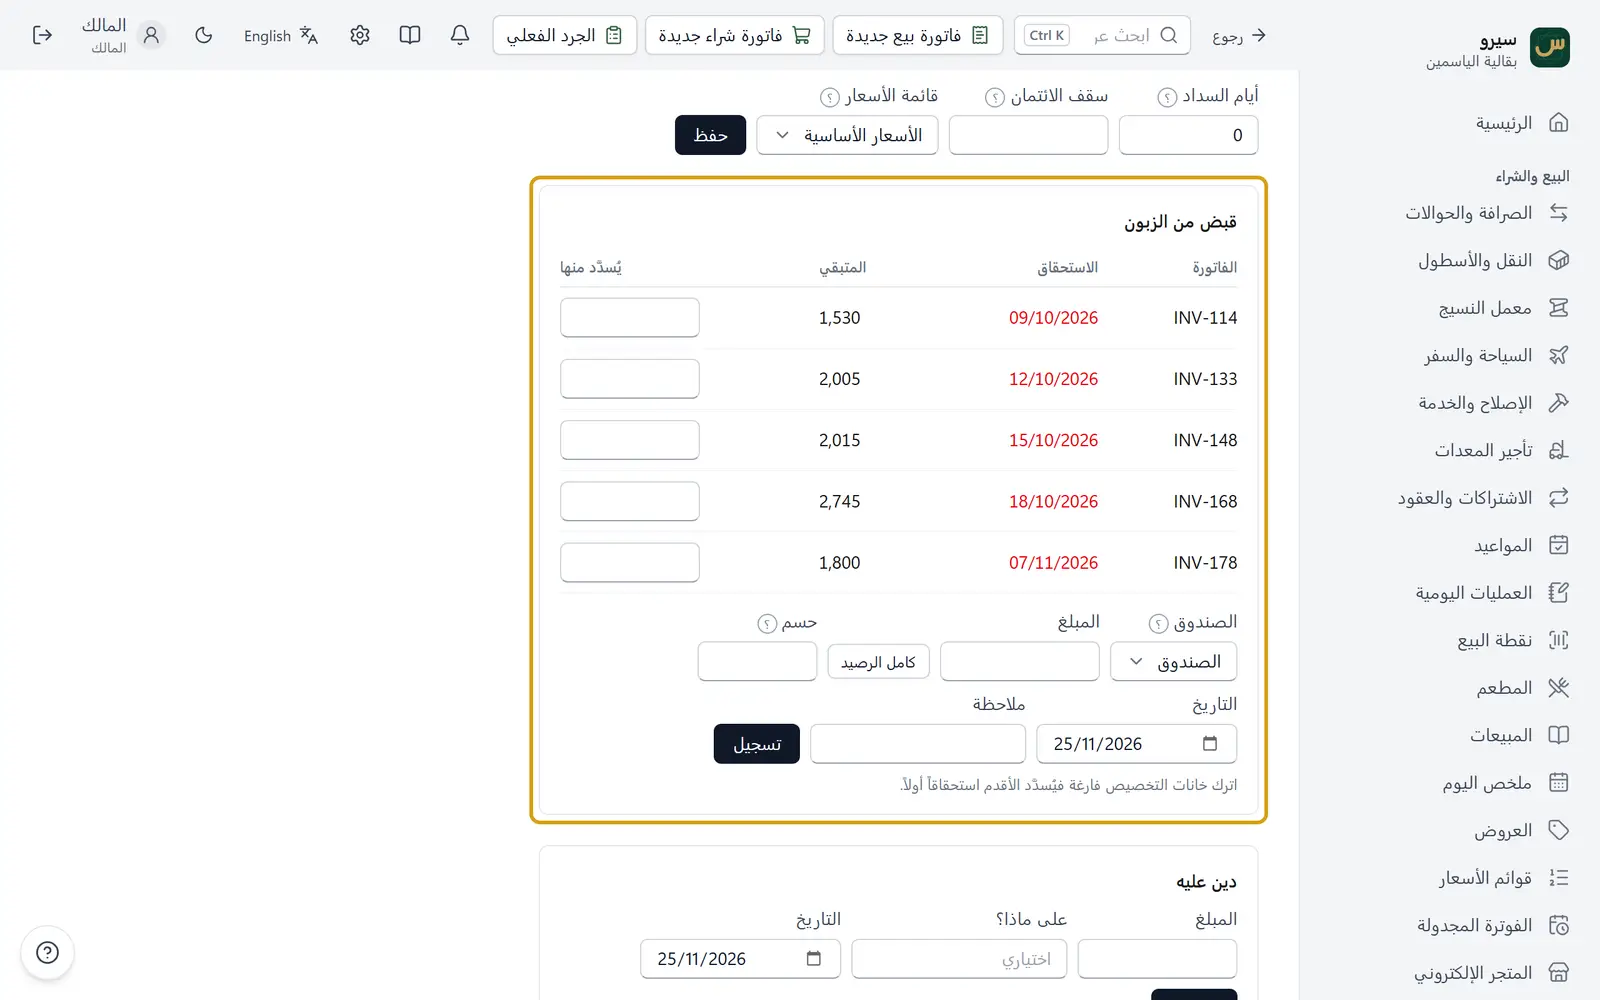 سيرو
بقالية الياسمين
رجوع
ابحث عر Ctrl K
فاتورة بيع جديدة
فاتورة شراء جديدة
الجرد الفعلي
English
المالك
المالك
الرئيسية
البيع والشراء
الصرافة والحوالات
النقل والأسطول
معمل النسيج
السياحة والسفر
الإصلاح والخدمة
تأجير المعدات
الاشتراكات والعقود
المواعيد
العمليات اليومية
نقطة البيع
المطعم
المبيعات
ملخص اليوم
العروض
قوائم الأسعار
الفوترة المجدولة
المتجر الإلكتروني
أيام السداد ؟ سقف الائتمان ؟ قائمة الأسعار ؟
0 الأسعار الأساسية حفظ
قبض من الزبون
الفاتورة الاستحقاق المتبقي يُسدَّد منها
INV-114 09/10/2026 1,530
INV-133 12/10/2026 2,005
INV-148 15/10/2026 2,015
INV-168 18/10/2026 2,745
INV-178 07/11/2026 1,800
الصندوق ؟ المبلغ حسم ؟
الصندوق كامل الرصيد
التاريخ ملاحظة
25/11/2026 تسجيل
اترك خانات التخصيص فارغة فيُسدَّد الأقدم استحقاقاً أولاً.
دين عليه
المبلغ على ماذا؟ التاريخ
اختياري 25/11/2026